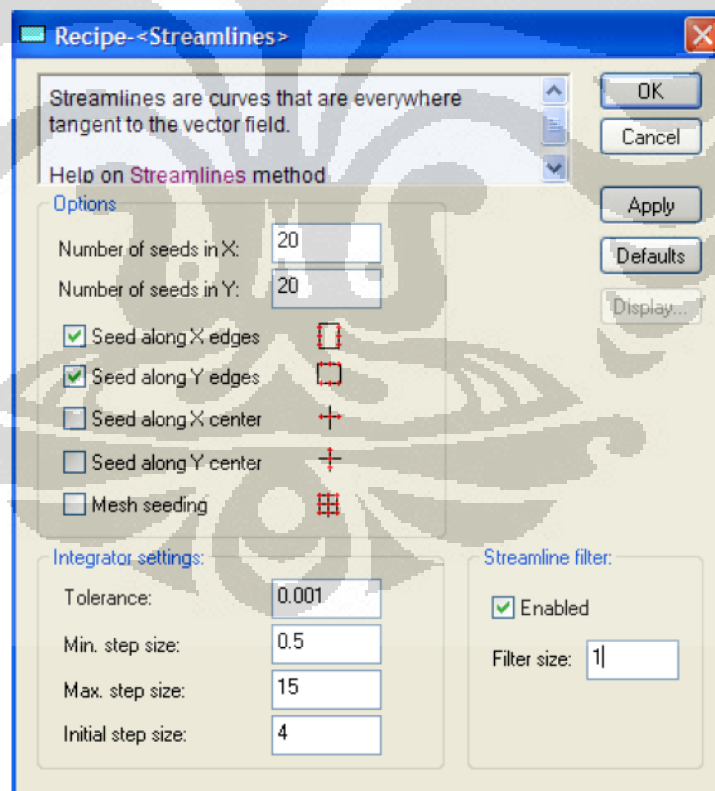 Recipe-<Streamlines>
Streamlines are curves that are everywhere
tangent to the vector field.
Help on Streamlines method
OK
Cancel
Apply
Defaults
Display...
Options
Number of seeds in X: 20
Number of seeds in Y: 20
Seed along X edges
Seed along Y edges
Seed along X center
Seed along Y center
Mesh seeding
Integrator settings:
Tolerance: 0.001
Min. step size: 0.5
Max. step size: 15
Initial step size: 4
Streamline filter:
Enabled
Filter size: 1